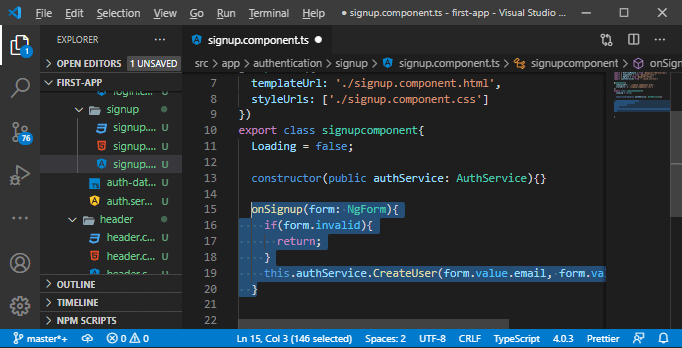 File Edit Selection View Go Run Terminal Help • signup.component.ts - first-app - Visual Studio
EXPLORER
signup.component.ts
OPEN EDITORS 1 UNSAVED
src > app > authentication > signup > signup.component.ts > signupcomponent > onSign
FIRST-APP
signup
signup.... U
signup.... U
signup.... U
auth-dat... U
auth.ser... U
header
header.c... U
header.c... U
OUTLINE
TIMELINE
NPM SCRIPTS
1
76
7 templateUrl: './signup.component.html',
8 styleUrls: ['./signup.component.css']
9 })
10 export class signupcomponent{
11 Loading = false;
12
13 constructor(public authService: AuthService){}
14
15 onSignup(form: NgForm){
16 if(form.invalid){
17 return;
18 }
19 this.authService.CreateUser(form.value.email, form.va
20 }
21
22
master*+ 0 0 Ln 15, Col 3 (146 selected) Spaces: 2 UTF-8 CRLF TypeScript 4.0.3 Prettier